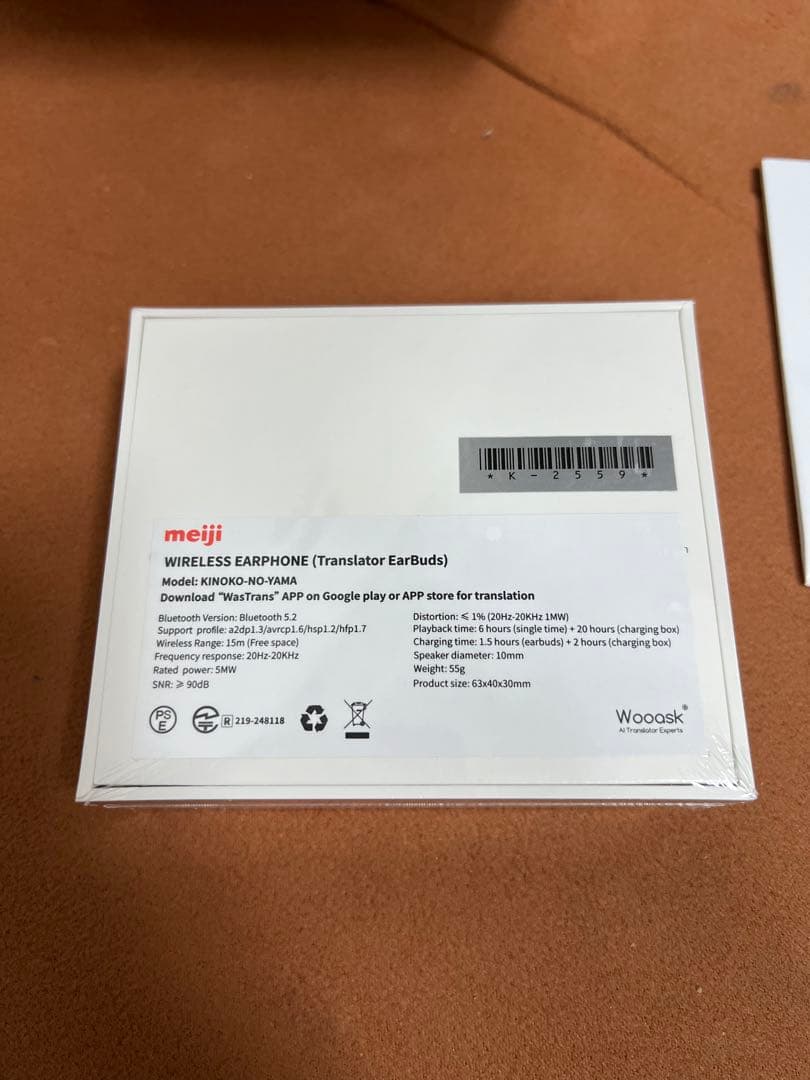 *K-2559*
meiji
WIRELESS EARPHONE (Translator EarBuds)
Model: KINOKO-NO-YAMA
Download "WasTrans" APP on Google play or APP store for translation
Bluetooth Version: Bluetooth 5.2
Support profile: a2dp1.3/avrcp1.6/hsp1.2/hfp1.7
Wireless Range: 15m (Free space)
Frequency response: 20Hz-20KHz
Rated power: 5MW
SNR: ⩾ 90dB
Distortion: ⩽ 1% (20Hz-20KHz 1MW)
Playback time: 6 hours (single time) + 20 hours (charging box)
Charging time: 1.5 hours (earbuds) + 2 hours (charging box)
Speaker diameter: 10mm
Weight: 55g
Product size: 63x40x30mm
PS
E
R 219-248118
Wooask®
AI Translator Experts